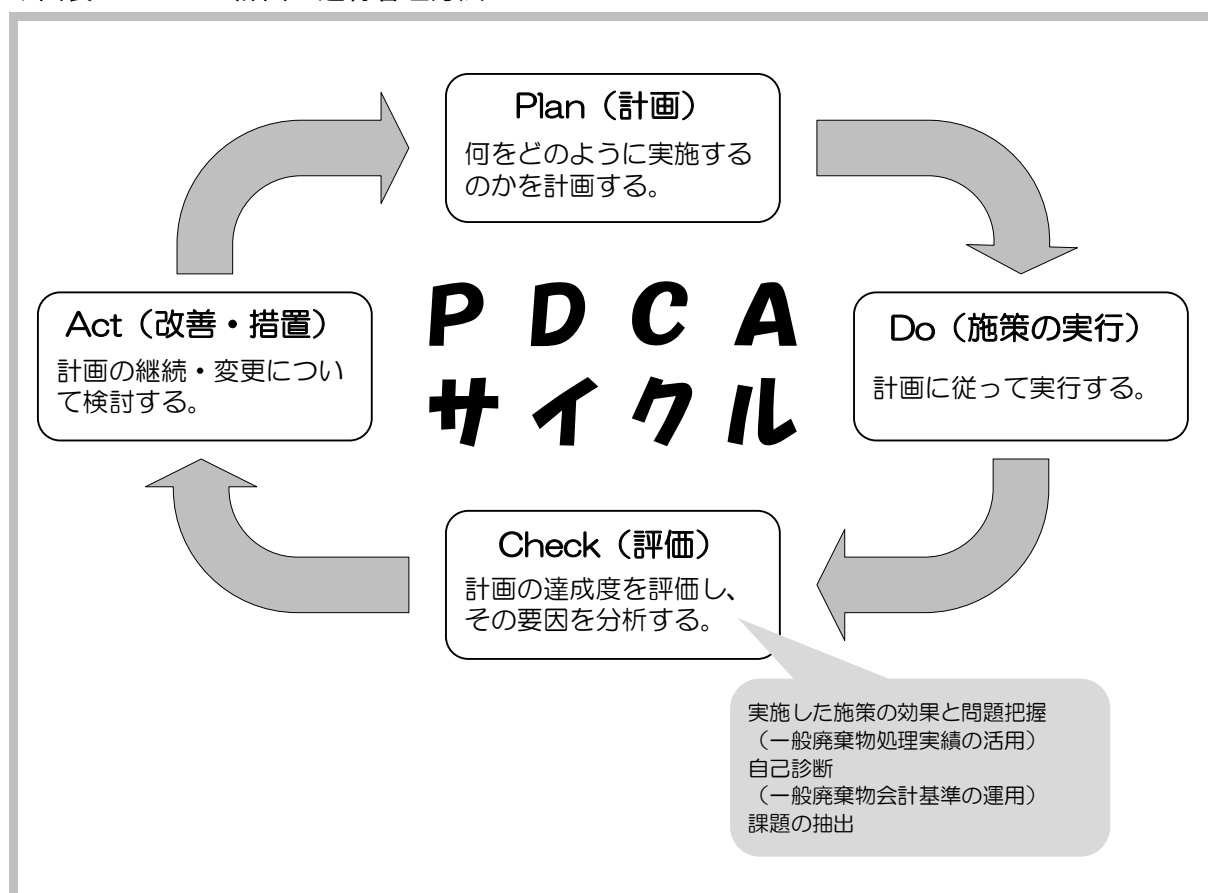 Plan（計画）
何をどのように実施する
のかを計画する。
PDCA
サイクル
Act（改善・措置）
計画の継続・変更につい
て検討する。
Do（施策の実行）
計画に従って実行する。
Check（評価）
計画の達成度を評価し、
その要因を分析する。
実施した施策の効果と問題把握
（一般廃棄物処理実績の活用）
自己診断
（一般廃棄物会計基準の運用）
課題の抽出